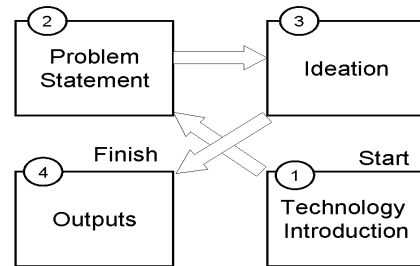 2
Problem
Statement
3
Ideation
Finish
4
Outputs
Start
1
Technology
Introduction